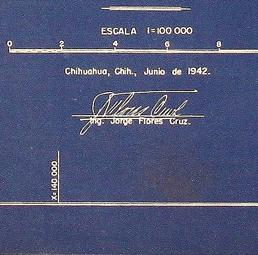 ESCALA 1=100 000
0 2 4 6 8
Chihuahua, Chih., Junio de 1942.
Ing. Jorge Flores Cruz.
X=140.000